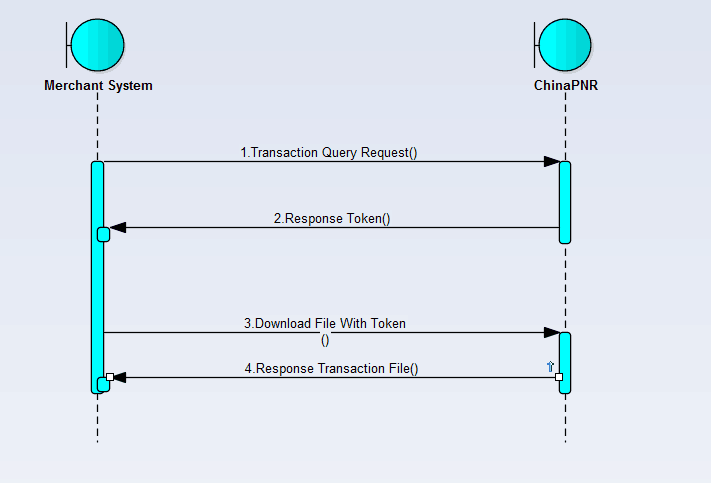 Merchant System
ChinaPNR
1.Transaction Query Request()
2.Response Token()
3.Download File With Token
()
4.Response Transaction File()